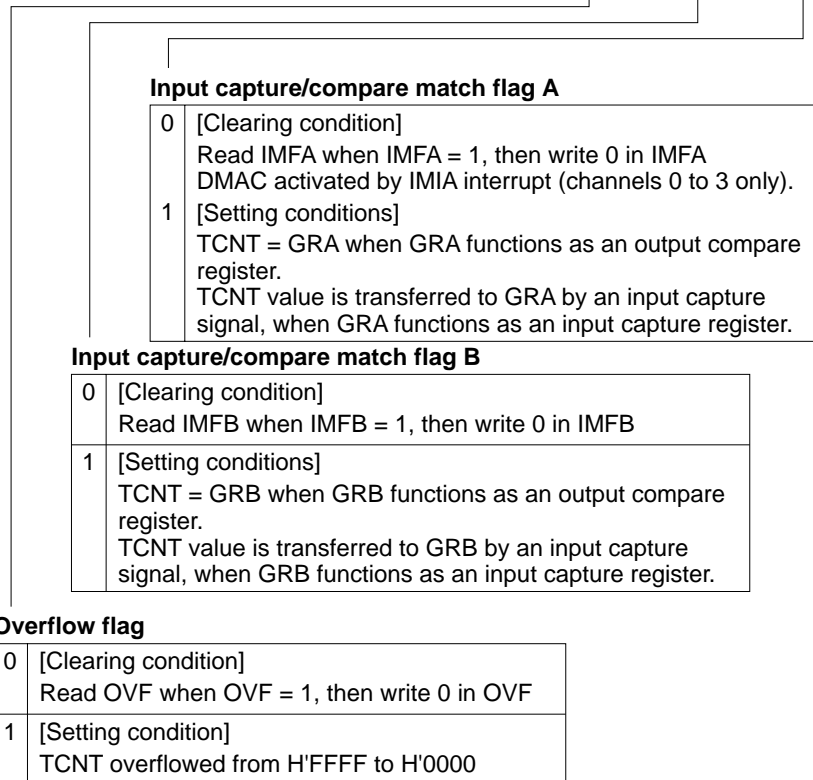 Input capture/compare match flag A
0 [Clearing condition]
Read IMFA when IMFA = 1, then write 0 in IMFA
DMAC activated by IMIA interrupt (channels 0 to 3 only).
1 [Setting conditions]
TCNT = GRA when GRA functions as an output compare
register.
TCNT value is transferred to GRA by an input capture
signal, when GRA functions as an input capture register.
Input capture/compare match flag B
0 [Clearing condition]
Read IMFB when IMFB = 1, then write 0 in IMFB
1 [Setting conditions]
TCNT = GRB when GRB functions as an output compare
register.
TCNT value is transferred to GRB by an input capture
signal, when GRB functions as an input capture register.
Overflow flag
0 [Clearing condition]
Read OVF when OVF = 1, then write 0 in OVF
1 [Setting condition]
TCNT overflowed from H'FFFF to H'0000